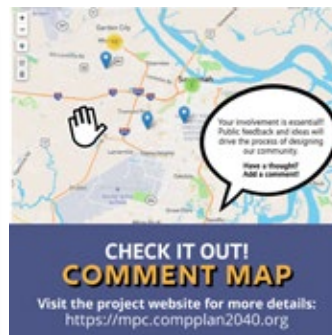 Garden City
Savannah
Your involvement is essential!
Public feedback and ideas will
drive the process of designing
our community.
Have a thought?
Add a comment!
CHECK IT OUT!
COMMENT MAP
Visit the project website for more details:
https://mpc.compplan2040.org